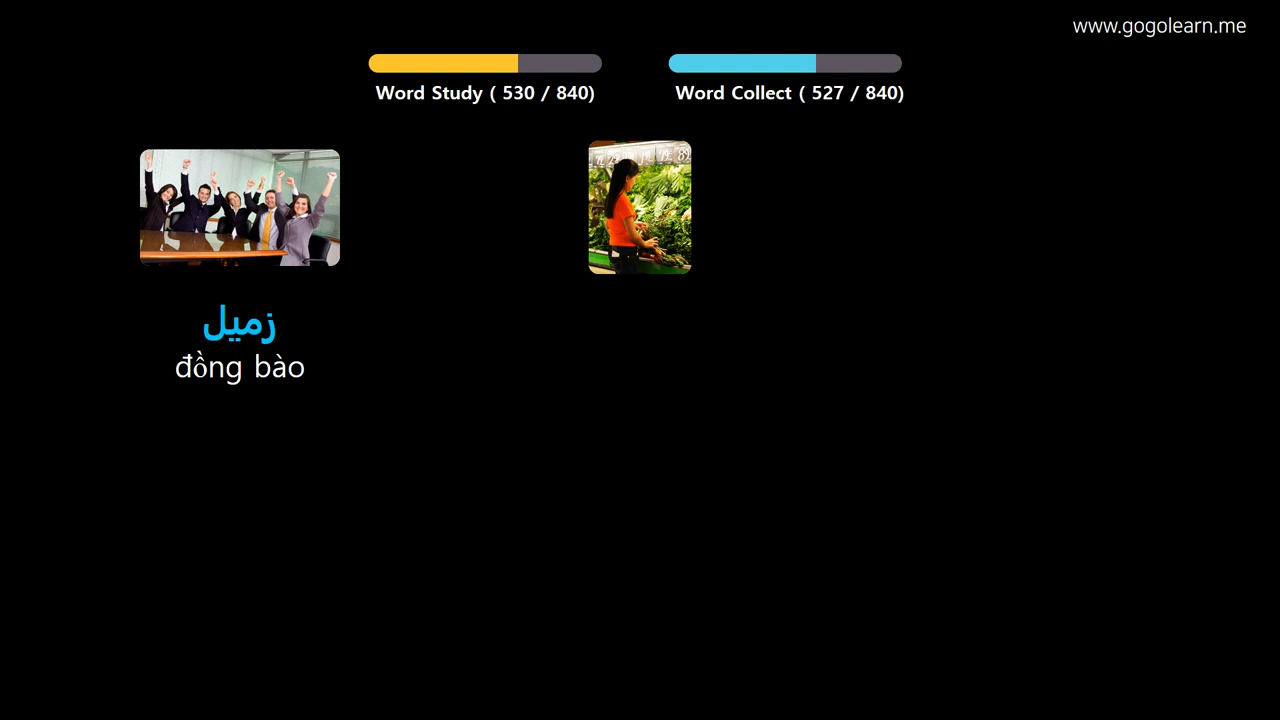 www.gogolearn.me
Word Study ( 530 / 840)
Word Collect ( 527 / 840)
زميل
đồng bào